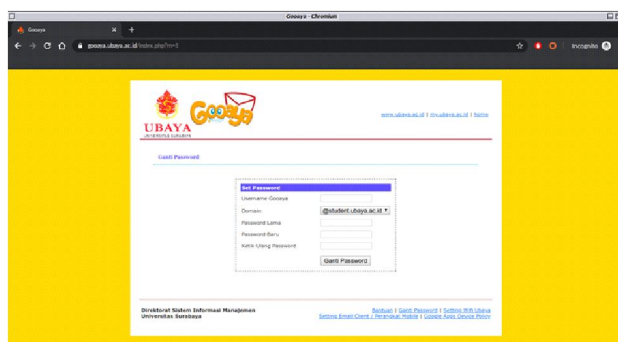 Gooaya - Chromium
Gooaya
gooaya.ubaya.ac.id/index.php?m=5
Incognito
UBAYA
UNIVERSITAS SURABAYA
Gooaya
www.ubaya.ac.id | my.ubaya.ac.id | home
Ganti Password
Set Password
Username Gooaya
Domain
@student.ubaya.ac.id
Password Lama
Password Baru
Ketik Ulang Password
Ganti Password
Direktorat Sistem Informasi Manajemen
Universitas Surabaya
Bantuan | Ganti Password | Setting Wifi Ubaya
Setting Email Client | Perangkat Mobile | Google Apps Device Policy